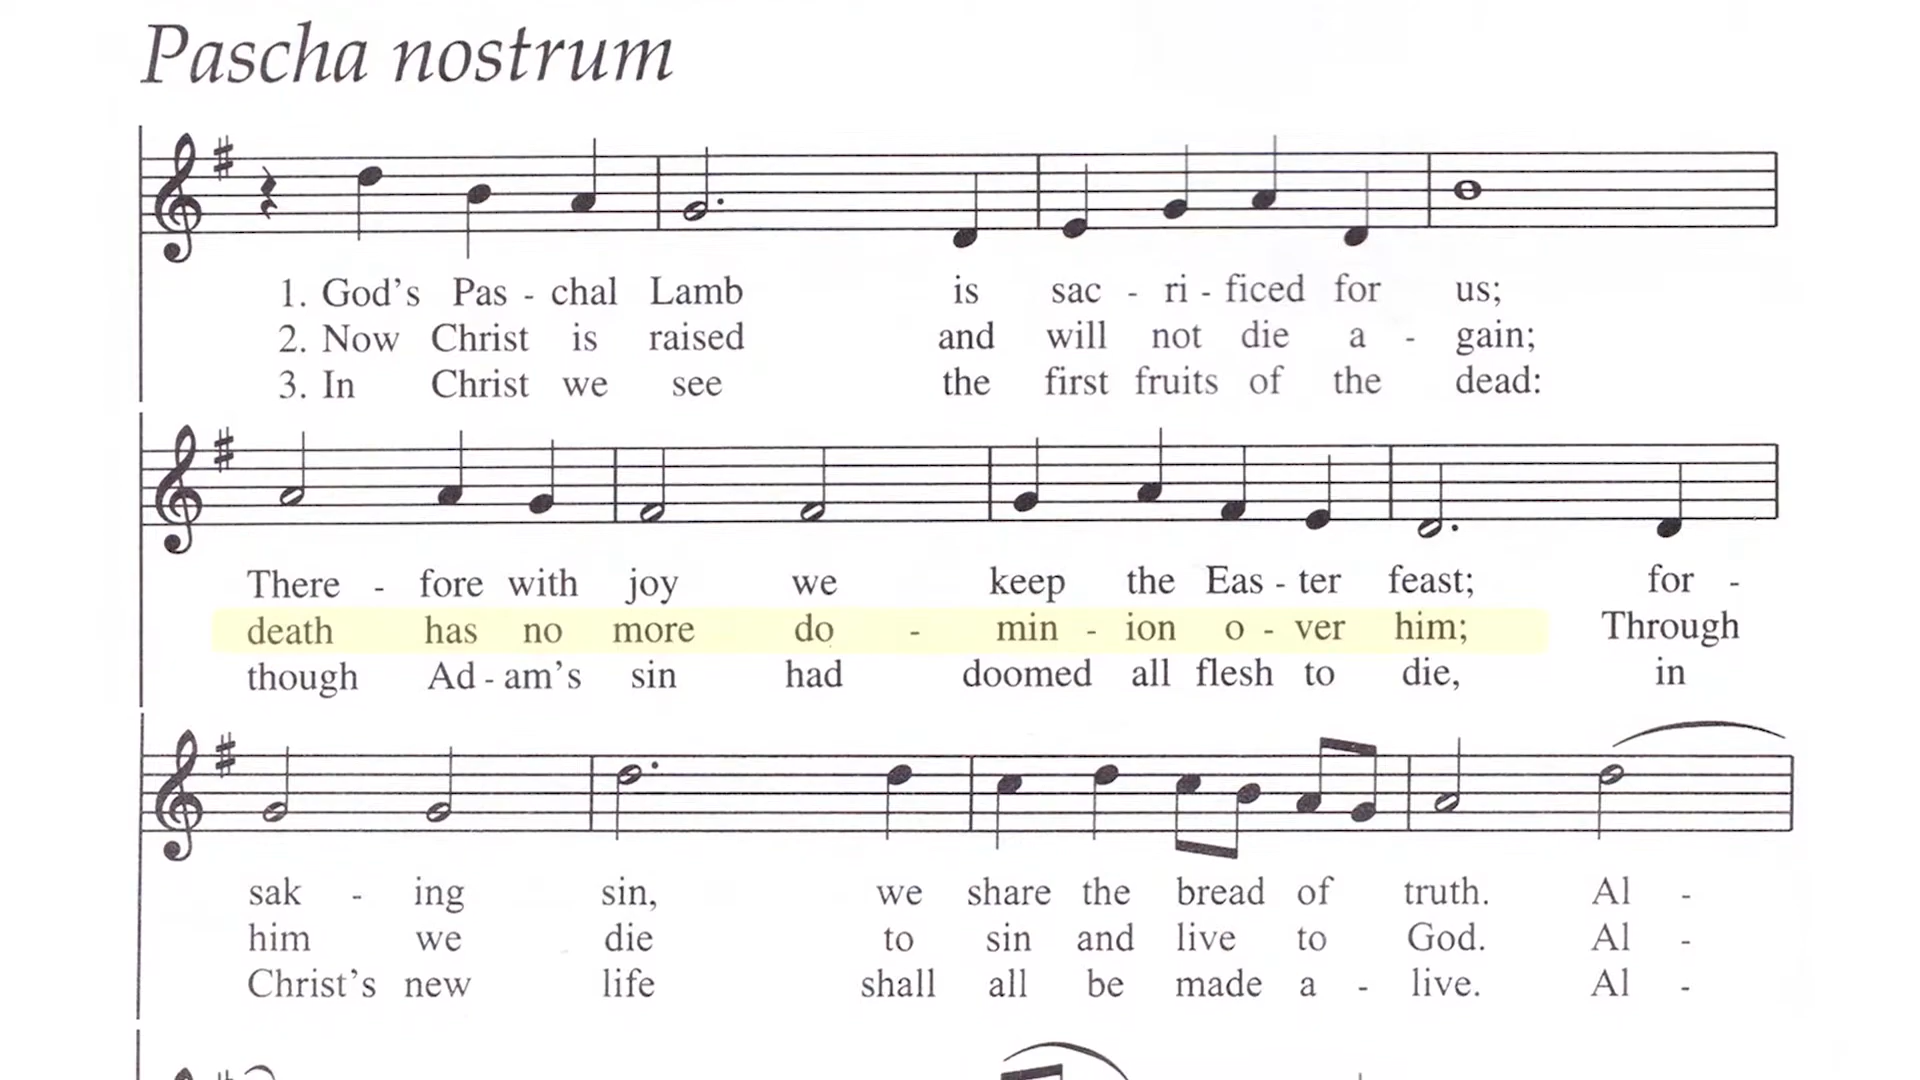 Pascha nostrum
1. God's Pas - chal Lamb is sac - ri - ficed for us;
2. Now Christ is raised and will not die a - gain;
3. In Christ we see the first fruits of the dead:
There - fore with joy we keep the Eas - ter feast; for -
death has no more do - min - ion o - ver him; Through
though Ad - am's sin had doomed all flesh to die, in
sak - ing sin, we share the bread of truth. Al -
him we die to sin and live to God. Al -
Christ's new life shall all be made a - live. Al -